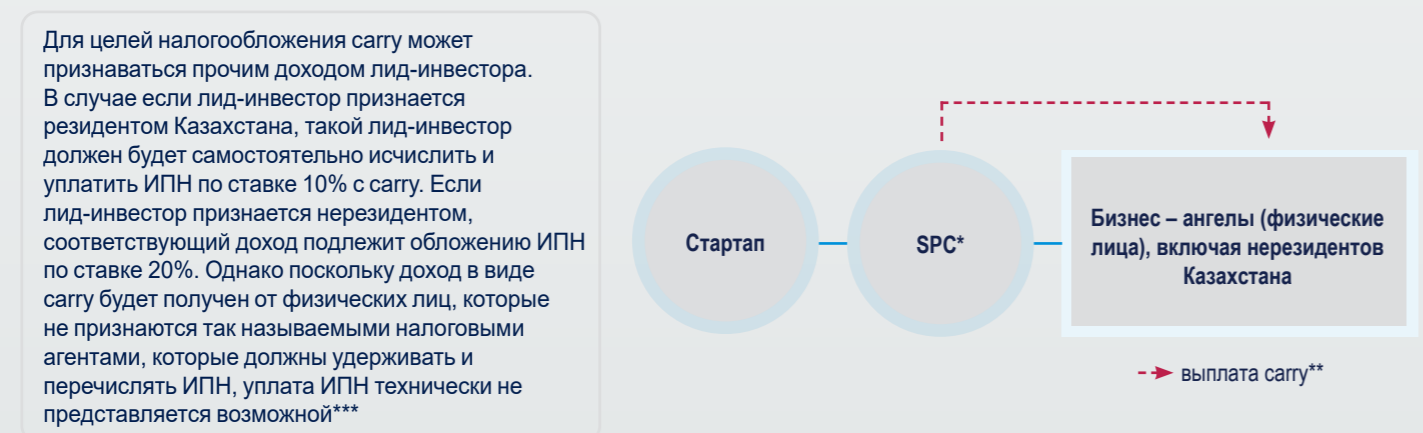 Для целей налогообложения carry может
признаваться прочим доходом лид-инвестора.
В случае если лид-инвестор признается
резидентом Казахстана, такой лид-инвестор
должен будет самостоятельно исчислить и
уплатить ИПН по ставке 10% с carry. Если
лид-инвестор признается нерезидентом,
соответствующий доход подлежит обложению ИПН
по ставке 20%. Однако поскольку доход в виде
carry будет получен от физических лиц, которые
не признаются так называемыми налоговыми
агентами, которые должны удерживать и
перечислять ИПН, уплата ИПН технически не
представляется возможной***
Стартап
SPC*
Бизнес – ангелы (физические
лица), включая нерезидентов
Казахстана
выплата carry**